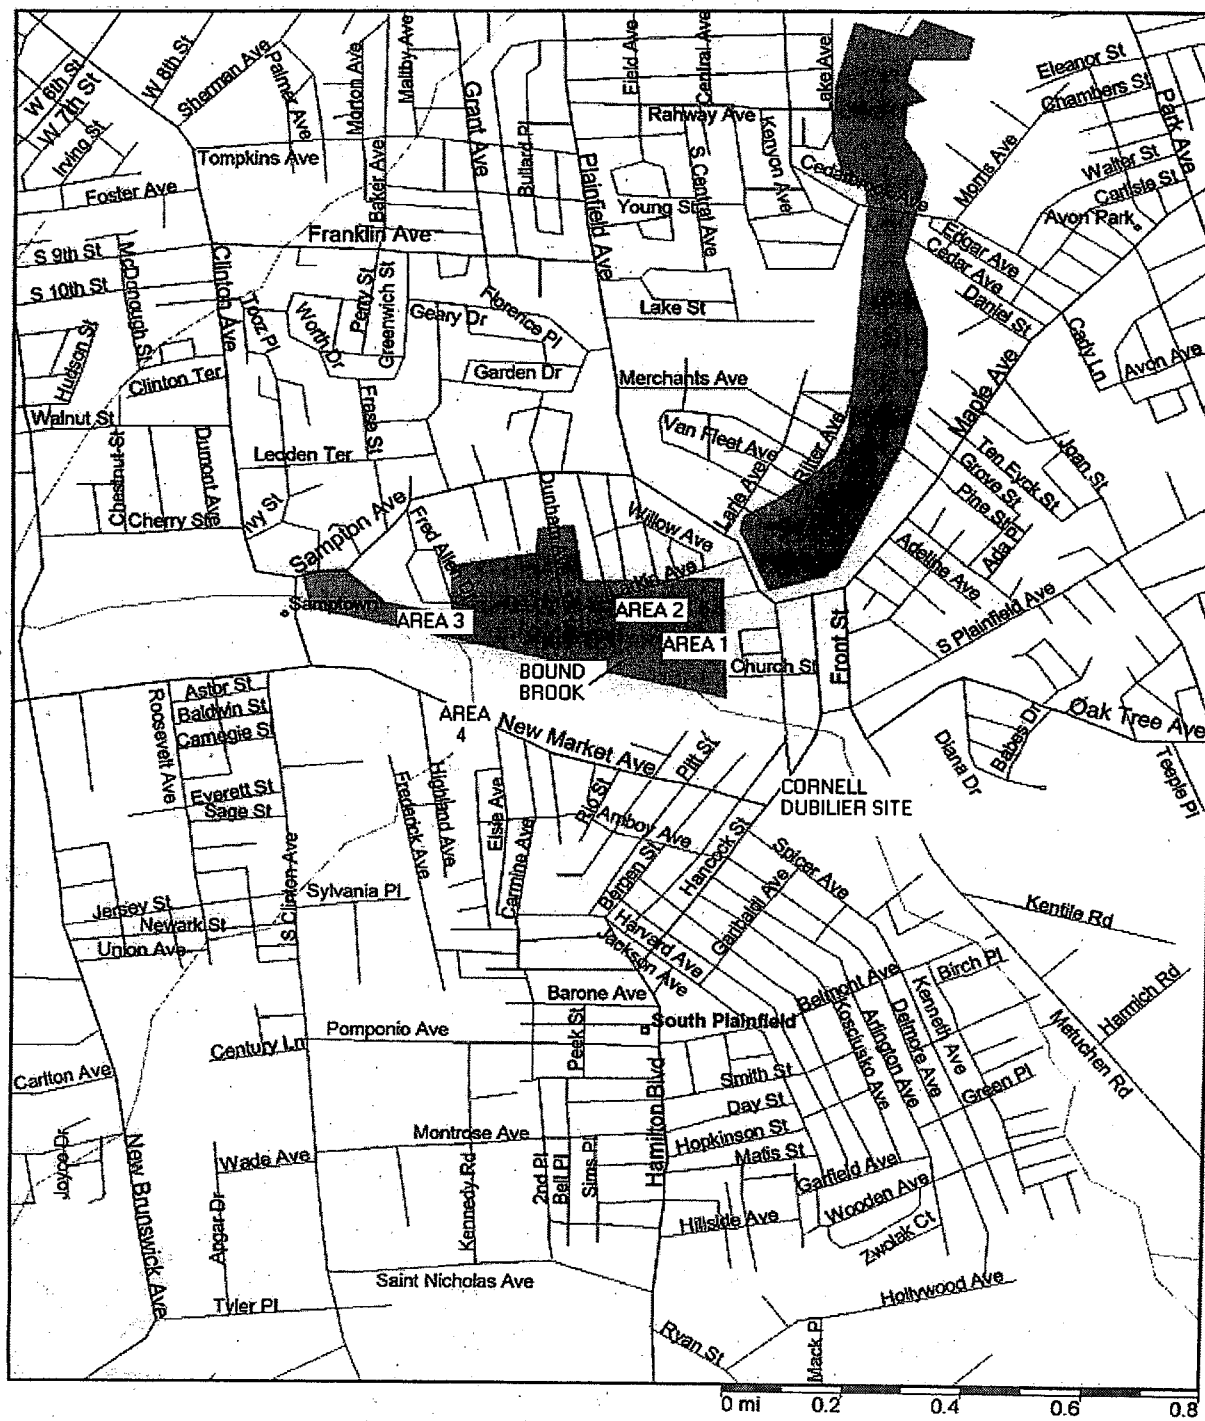 W 6th St
W 7th St
W 8th St
Irving St
Sherman Ave
Palmer Ave
Morton Ave
Maltby Ave
Grant Ave
Bullard Pl
Plainfield Ave
Field Ave
Central Ave
Lake Ave
Rahway Ave
Kenyon Ave
S Central Ave
Young St
Eleanor St
Chambers St
Park Ave
Walter St
Carlisle St
Morris Ave
Avon Park
Tompkins Ave
Foster Ave
Baker Ave
Franklin Ave
S 9th St
S 10th St
McDonough St
Clinton Ave
Tooz Pl
Worth Dr
Perry St
Greenwich St
Geary Dr
Florence Pl
Garden Dr
Lake St
Edgar Ave
Cedar Ave
Daniel St
Cady Ln
Avon Ave
Maple Ave
Hudson St
Clinton Ter
Walnut St
Merchants Ave
Van Fleet Ave
Ritter Ave
Lane Ave
Chestnut St
Dumont Ave
Ledden Ter
Cherry St
Ivy St
Sampton Ave
Willow Ave
Joan St
Ten Eyck St
Grove St
Pine St
Ada Pl
Adeline Ave
S Plainfield Ave
Samptown
AREA 3
AREA 2
AREA 1
BOUND
BROOK
AREA
4
Church St
Front St
Oak Tree Ave
Diana Dr
Babes Dr
Teeple Pl
CORNELL
DUBILIER SITE
New Market Ave
Pitt St
Rio St
Amboy Ave
Bergen St
Hancock St
Spicer Ave
Garibaldi Ave
Harvard Ave
Jackson Ave
Roosevelt Ave
Astor St
Baldwin St
Carnegie St
Everett St
Sage St
S Clinton Ave
Frederick Ave
Highland Ave
Elsie Ave
Carmine Ave
Sylvania Pl
Jersey St
Newark St
Union Ave
Kentile Rd
Harmich Rd
Metuchen Rd
Belmont Ave
Birch Pl
Kenneth Ave
Delmore Ave
Arlington Ave
Kosciusko Ave
Green Pl
Barone Ave
South Plainfield
Pomponio Ave
Peek St
Century Ln
Carlton Ave
Smith St
Day St
Hopkinson St
Matis St
Hamilton Blvd
Montrose Ave
Wade Ave
Joyce Dr
New Brunswick Ave
Apgar Dr
Kennedy Rd
2nd Pl
Bell Pl
Sims Pl
Garfield Ave
Wooden Ave
Zwolak Ct
Hillside Ave
Hollywood Ave
Saint Nicholas Ave
Tyler Pl
Ryan St
Mack Pl
0 mi 0.2 0.4 0.6 0.8